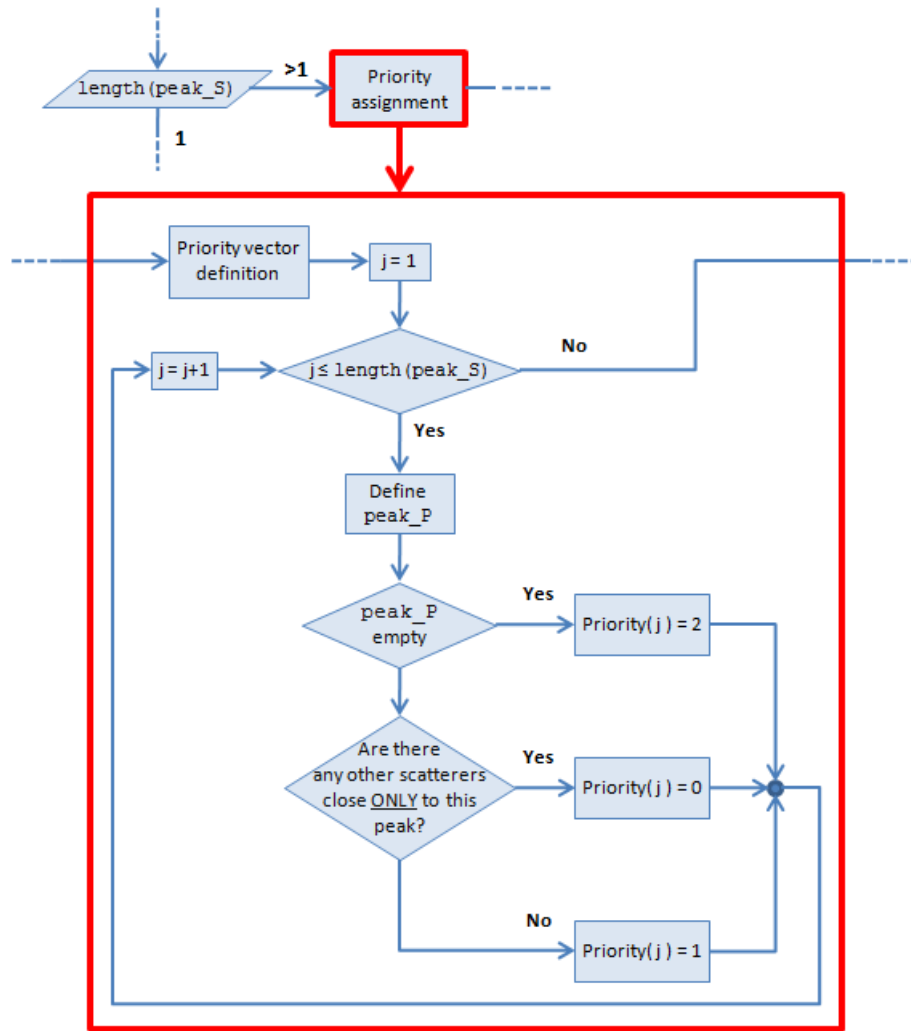 length(peak_S)
>1
Priority
assignment
1
Priority vector
definition
j = 1
j = j+1
j ≤ length(peak_S)
No
Yes
Define
peak_P
peak_P
empty
Yes
Priority( j ) = 2
Are there
any other scatterers
close ONLY to this
peak?
Yes
Priority( j ) = 0
No
Priority( j ) = 1